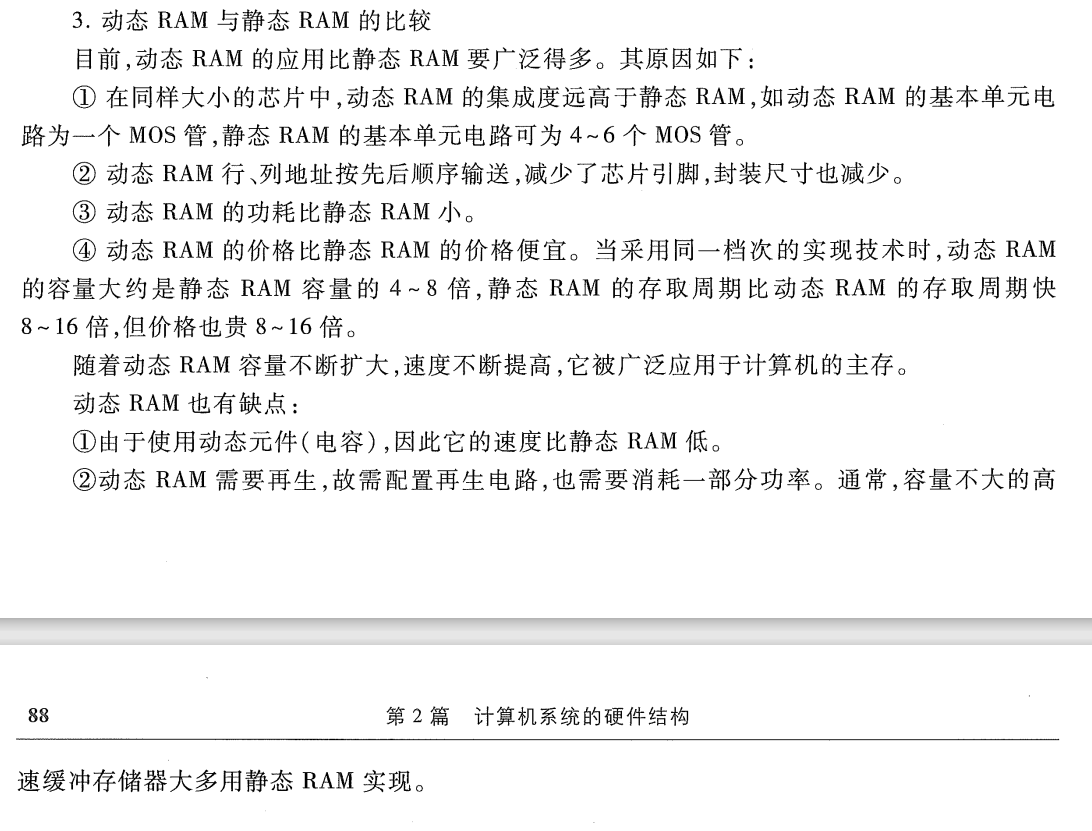 3. 动态 RAM 与静态 RAM 的比较
目前,动态 RAM 的应用比静态 RAM 要广泛得多。其原因如下:
① 在同样大小的芯片中,动态 RAM 的集成度远高于静态 RAM,如动态 RAM 的基本单元电
路为一个 MOS 管,静态 RAM 的基本单元电路可为 4~6 个 MOS 管。
② 动态 RAM 行、列地址按先后顺序输送,减少了芯片引脚,封装尺寸也减少。
③ 动态 RAM 的功耗比静态 RAM 小。
④ 动态 RAM 的价格比静态 RAM 的价格便宜。当采用同一档次的实现技术时,动态 RAM
的容量大约是静态 RAM 容量的 4~8 倍,静态 RAM 的存取周期比动态 RAM 的存取周期快
8~16 倍,但价格也贵 8~16 倍。
随着动态 RAM 容量不断扩大,速度不断提高,它被广泛应用于计算机的主存。
动态 RAM 也有缺点:
①由于使用动态元件(电容),因此它的速度比静态 RAM 低。
②动态 RAM 需要再生,故需配置再生电路,也需要消耗一部分功率。通常,容量不大的高
88 第 2 篇 计算机系统的硬件结构
速缓冲存储器大多用静态 RAM 实现。